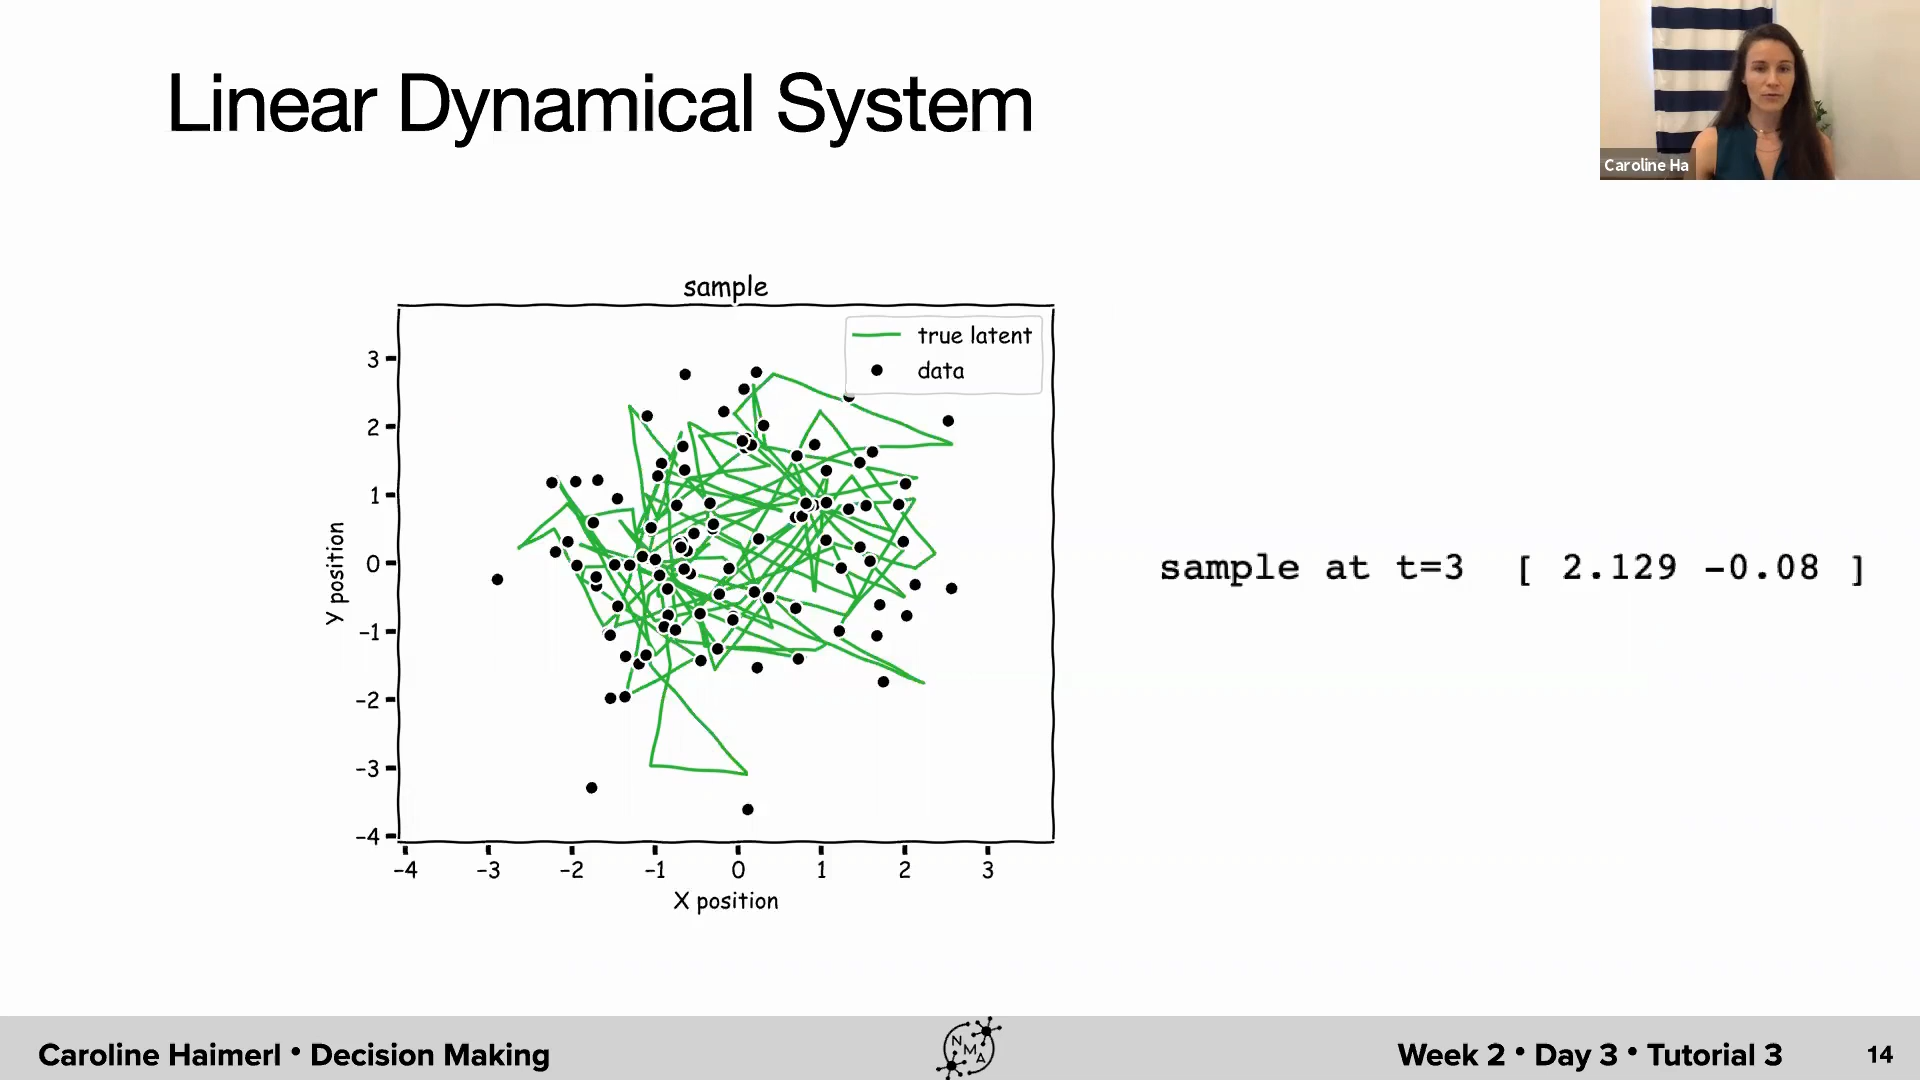 Linear Dynamical System
Caroline Ha
sample
true latent
data
3
2
1
0
−1
−2
−3
−4
Y position
−4 −3 −2 −1 0 1 2 3
X position
sample at t=3 [ 2.129 -0.08 ]
Caroline Haimerl • Decision Making
N
M
A
Week 2 • Day 3 • Tutorial 3
14